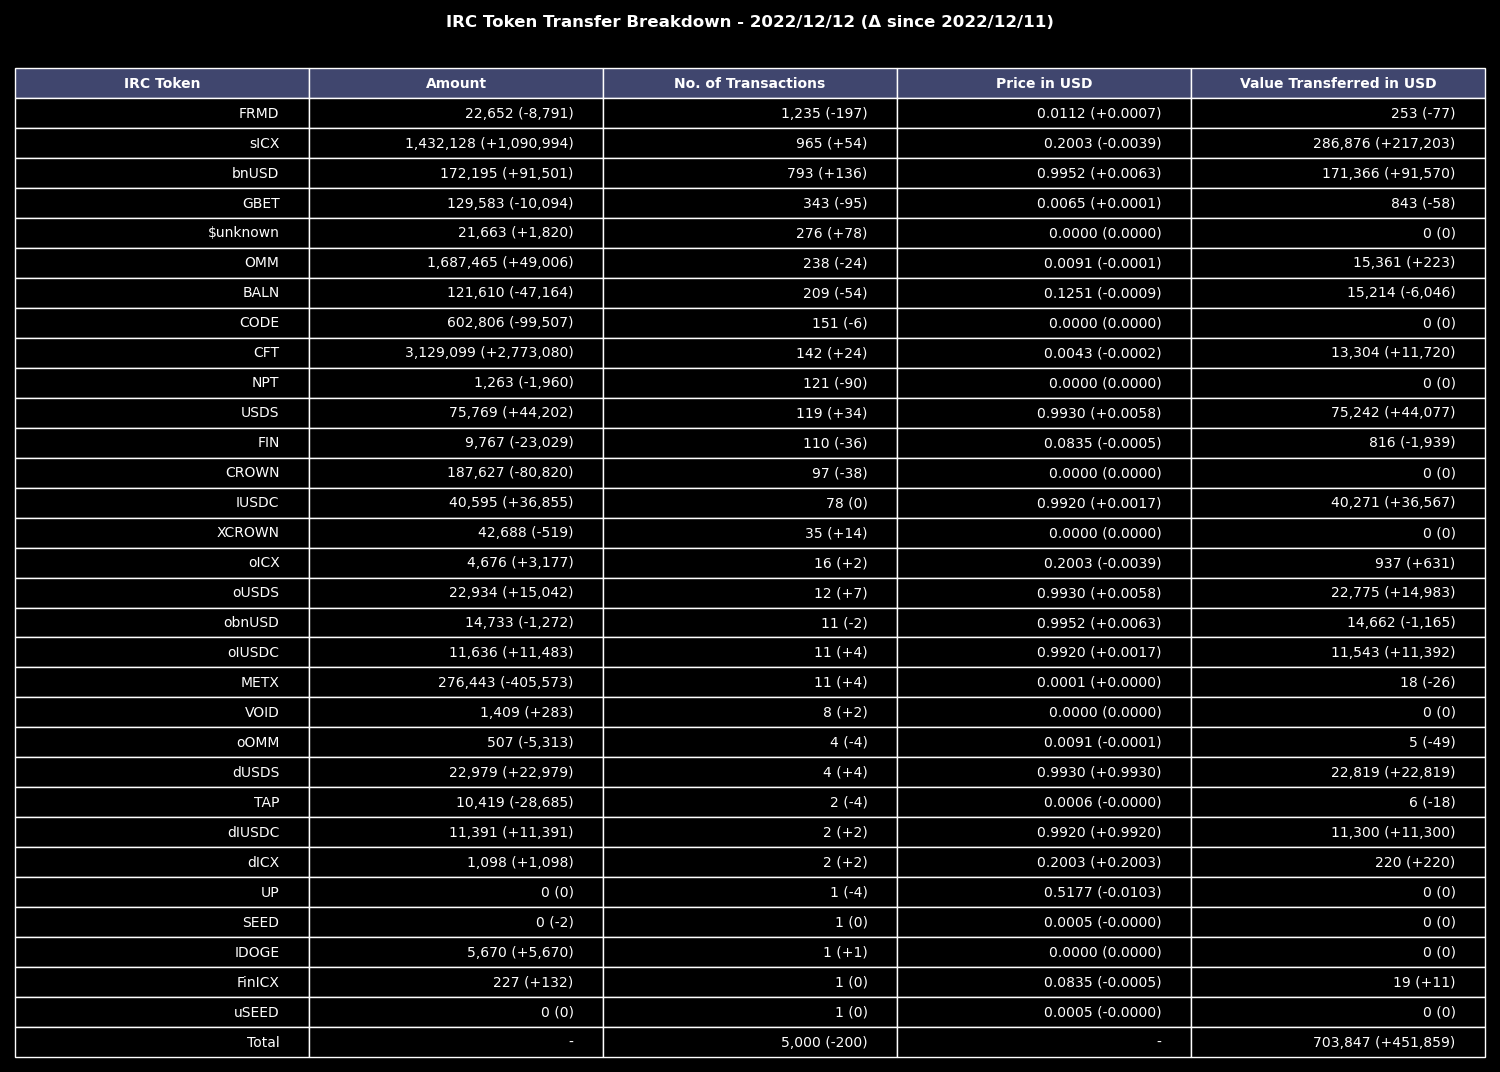 IRC Token Transfer Breakdown - 2022/12/12 (Δ since 2022/12/11)
IRC Token Amount No. of Transactions Price in USD Value Transferred in USD
FRMD 22,652 (-8,791) 1,235 (-197) 0.0112 (+0.0007) 253 (-77)
sICX 1,432,128 (+1,090,994) 965 (+54) 0.2003 (-0.0039) 286,876 (+217,203)
bnUSD 172,195 (+91,501) 793 (+136) 0.9952 (+0.0063) 171,366 (+91,570)
GBET 129,583 (-10,094) 343 (-95) 0.0065 (+0.0001) 843 (-58)
$unknown 21,663 (+1,820) 276 (+78) 0.0000 (0.0000) 0 (0)
OMM 1,687,465 (+49,006) 238 (-24) 0.0091 (-0.0001) 15,361 (+223)
BALN 121,610 (-47,164) 209 (-54) 0.1251 (-0.0009) 15,214 (-6,046)
CODE 602,806 (-99,507) 151 (-6) 0.0000 (0.0000) 0 (0)
CFT 3,129,099 (+2,773,080) 142 (+24) 0.0043 (-0.0002) 13,304 (+11,720)
NPT 1,263 (-1,960) 121 (-90) 0.0000 (0.0000) 0 (0)
USDS 75,769 (+44,202) 119 (+34) 0.9930 (+0.0058) 75,242 (+44,077)
FIN 9,767 (-23,029) 110 (-36) 0.0835 (-0.0005) 816 (-1,939)
CROWN 187,627 (-80,820) 97 (-38) 0.0000 (0.0000) 0 (0)
IUSDC 40,595 (+36,855) 78 (0) 0.9920 (+0.0017) 40,271 (+36,567)
XCROWN 42,688 (-519) 35 (+14) 0.0000 (0.0000) 0 (0)
oICX 4,676 (+3,177) 16 (+2) 0.2003 (-0.0039) 937 (+631)
oUSDS 22,934 (+15,042) 12 (+7) 0.9930 (+0.0058) 22,775 (+14,983)
obnUSD 14,733 (-1,272) 11 (-2) 0.9952 (+0.0063) 14,662 (-1,165)
oIUSDC 11,636 (+11,483) 11 (+4) 0.9920 (+0.0017) 11,543 (+11,392)
METX 276,443 (-405,573) 11 (+4) 0.0001 (+0.0000) 18 (-26)
VOID 1,409 (+283) 8 (+2) 0.0000 (0.0000) 0 (0)
oOMM 507 (-5,313) 4 (-4) 0.0091 (-0.0001) 5 (-49)
dUSDS 22,979 (+22,979) 4 (+4) 0.9930 (+0.9930) 22,819 (+22,819)
TAP 10,419 (-28,685) 2 (-4) 0.0006 (-0.0000) 6 (-18)
dIUSDC 11,391 (+11,391) 2 (+2) 0.9920 (+0.9920) 11,300 (+11,300)
dICX 1,098 (+1,098) 2 (+2) 0.2003 (+0.2003) 220 (+220)
UP 0 (0) 1 (-4) 0.5177 (-0.0103) 0 (0)
SEED 0 (-2) 1 (0) 0.0005 (-0.0000) 0 (0)
IDOGE 5,670 (+5,670) 1 (+1) 0.0000 (0.0000) 0 (0)
FinICX 227 (+132) 1 (0) 0.0835 (-0.0005) 19 (+11)
uSEED 0 (0) 1 (0) 0.0005 (-0.0000) 0 (0)
Total - 5,000 (-200) - 703,847 (+451,859)